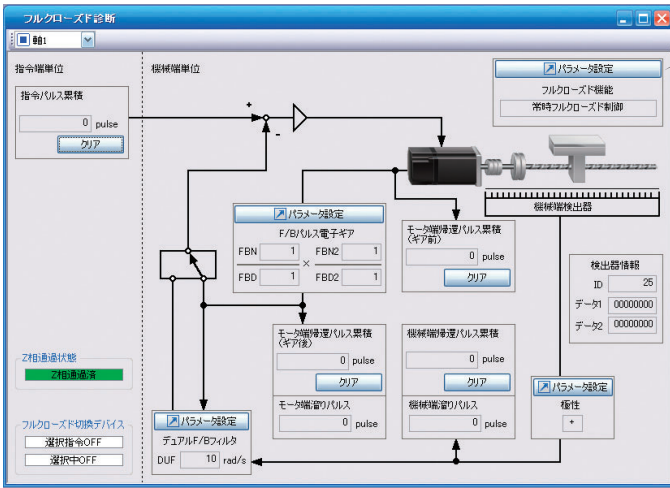 フルクローズド診断
軸1
指令端単位
機械端単位
指令パルス累積
0 pulse
クリア
+
-
パラメータ設定
フルクローズド機能
常時フルクローズド制御
機械端検出器
パラメータ設定
F/Bパルス電子ギア
FBN 1 FBN2 1
×
FBD 1 FBD2 1
モータ端帰還パルス累積
(ギア前)
0 pulse
クリア
検出器情報
ID 25
データ1 00000000
データ2 00000000
モータ端帰還パルス累積
(ギア後)
0 pulse
クリア
モータ端溜りパルス
0 pulse
機械端帰還パルス累積
0 pulse
クリア
機械端溜りパルス
0 pulse
Z相通過状態
Z相通過済
パラメータ設定
極性
+
フルクローズド切換デバイス
選択指令OFF
選択中OFF
パラメータ設定
デュアルF/Bフィルタ
DUF 10 rad/s